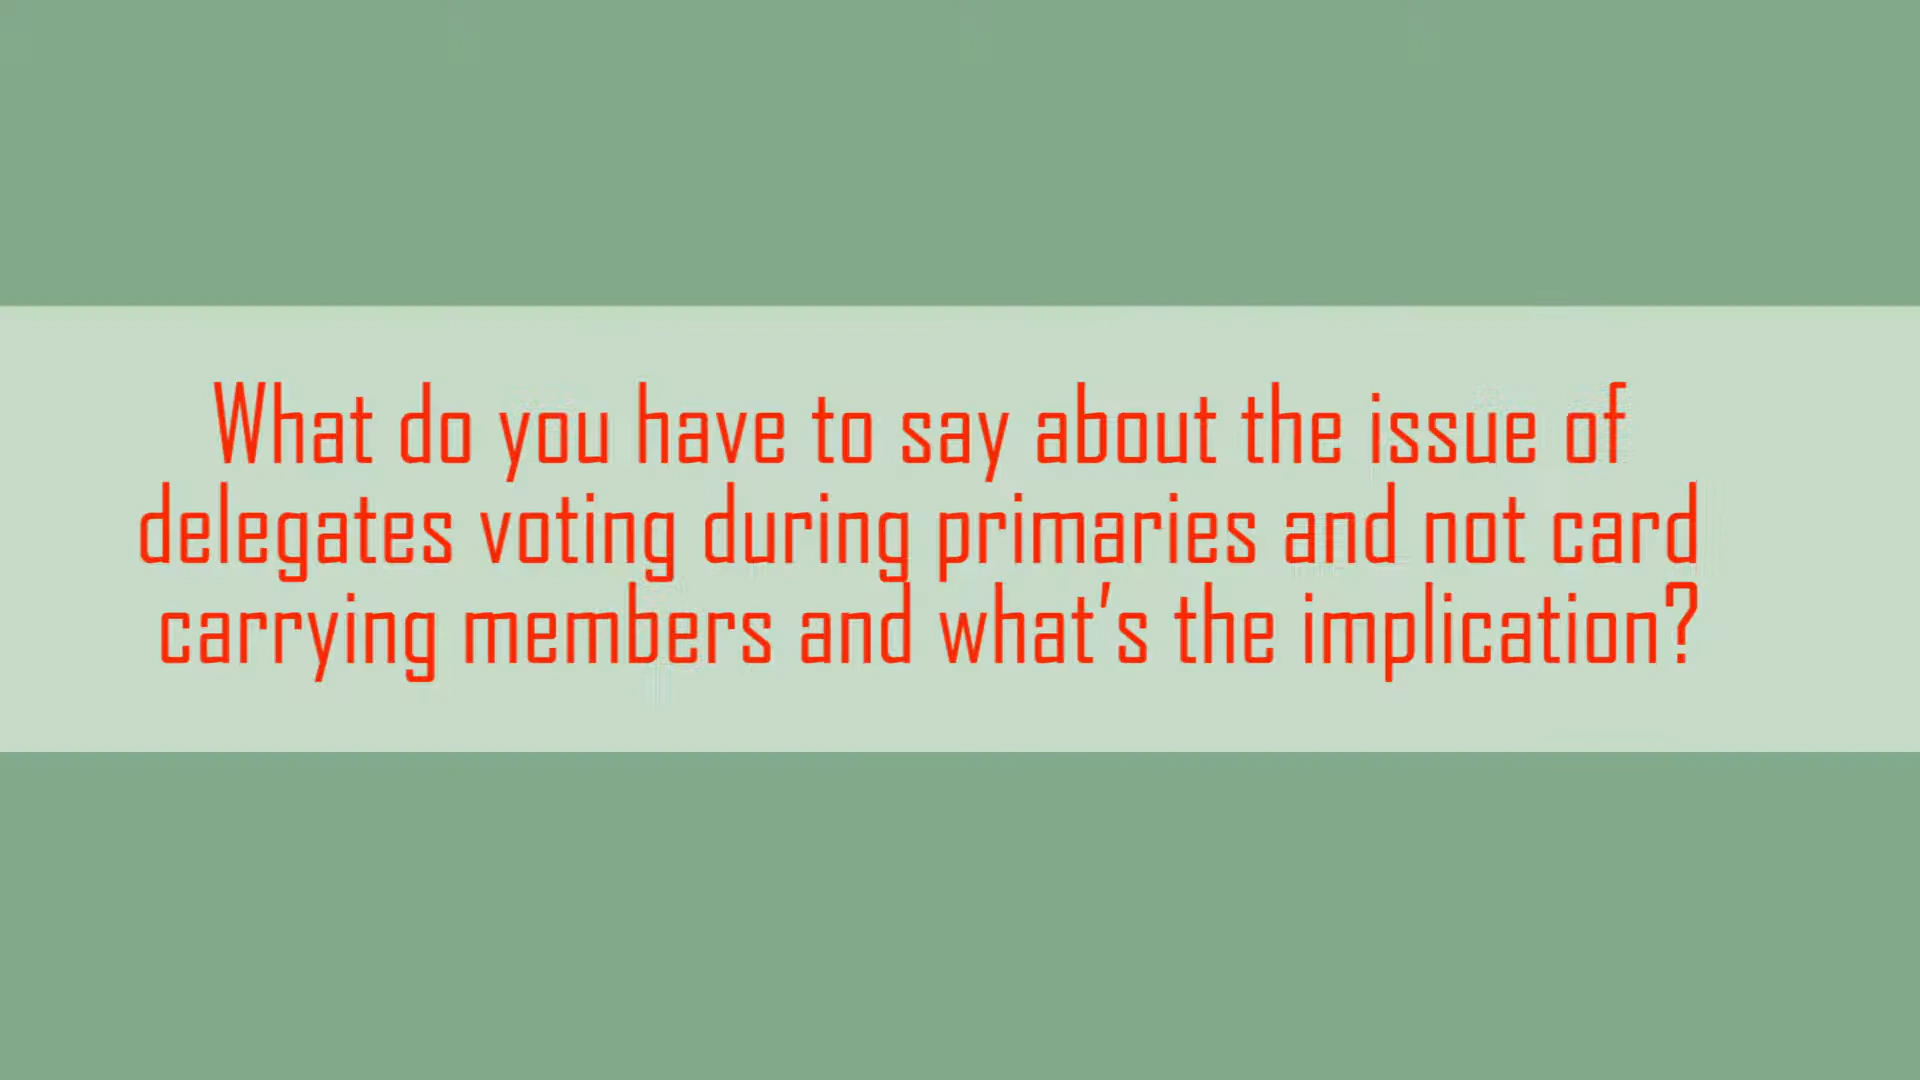 What do you have to say about the issue of
delegates voting during primaries and not card
carrying members and what's the implication?